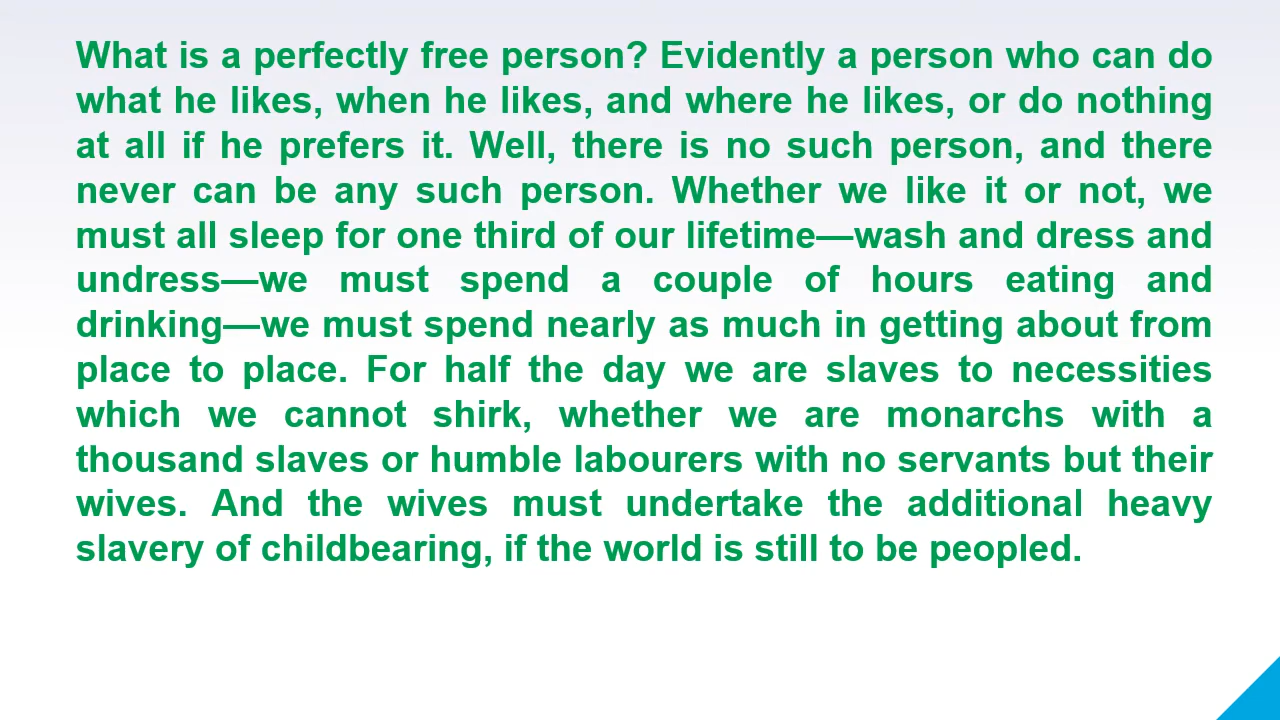 What is a perfectly free person? Evidently a person who can do
what he likes, when he likes, and where he likes, or do nothing
at all if he prefers it. Well, there is no such person, and there
never can be any such person. Whether we like it or not, we
must all sleep for one third of our lifetime—wash and dress and
undress—we must spend a couple of hours eating and
drinking—we must spend nearly as much in getting about from
place to place. For half the day we are slaves to necessities
which we cannot shirk, whether we are monarchs with a
thousand slaves or humble labourers with no servants but their
wives. And the wives must undertake the additional heavy
slavery of childbearing, if the world is still to be peopled.